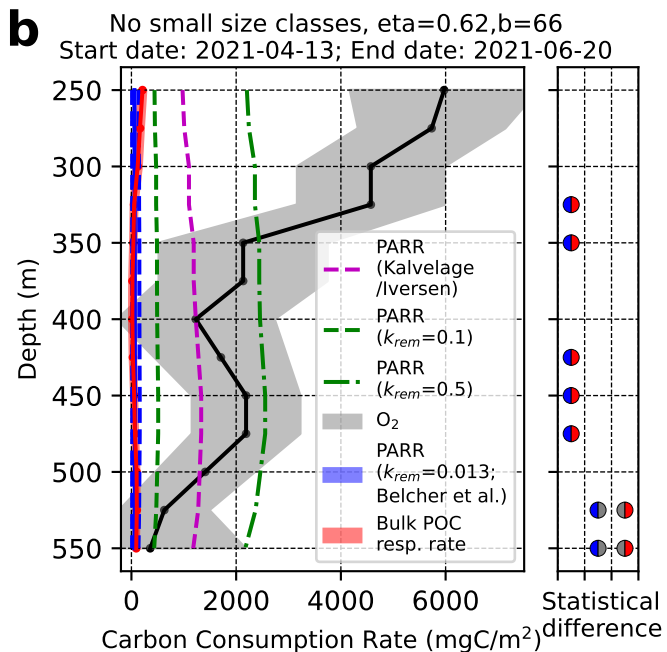 b
No small size classes, eta=0.62,b=66
Start date: 2021-04-13; End date: 2021-06-20
250
300
350
400
450
500
550
Depth (m)
0 2000 4000 6000
Carbon Consumption Rate (mgC/m²)
PARR
(Kalvelage
/Iversen)
PARR
(k_rem=0.1)
PARR
(k_rem=0.5)
O₂
PARR
(k_rem=0.013;
Belcher et al.)
Bulk POC
resp. rate
Statistical
difference